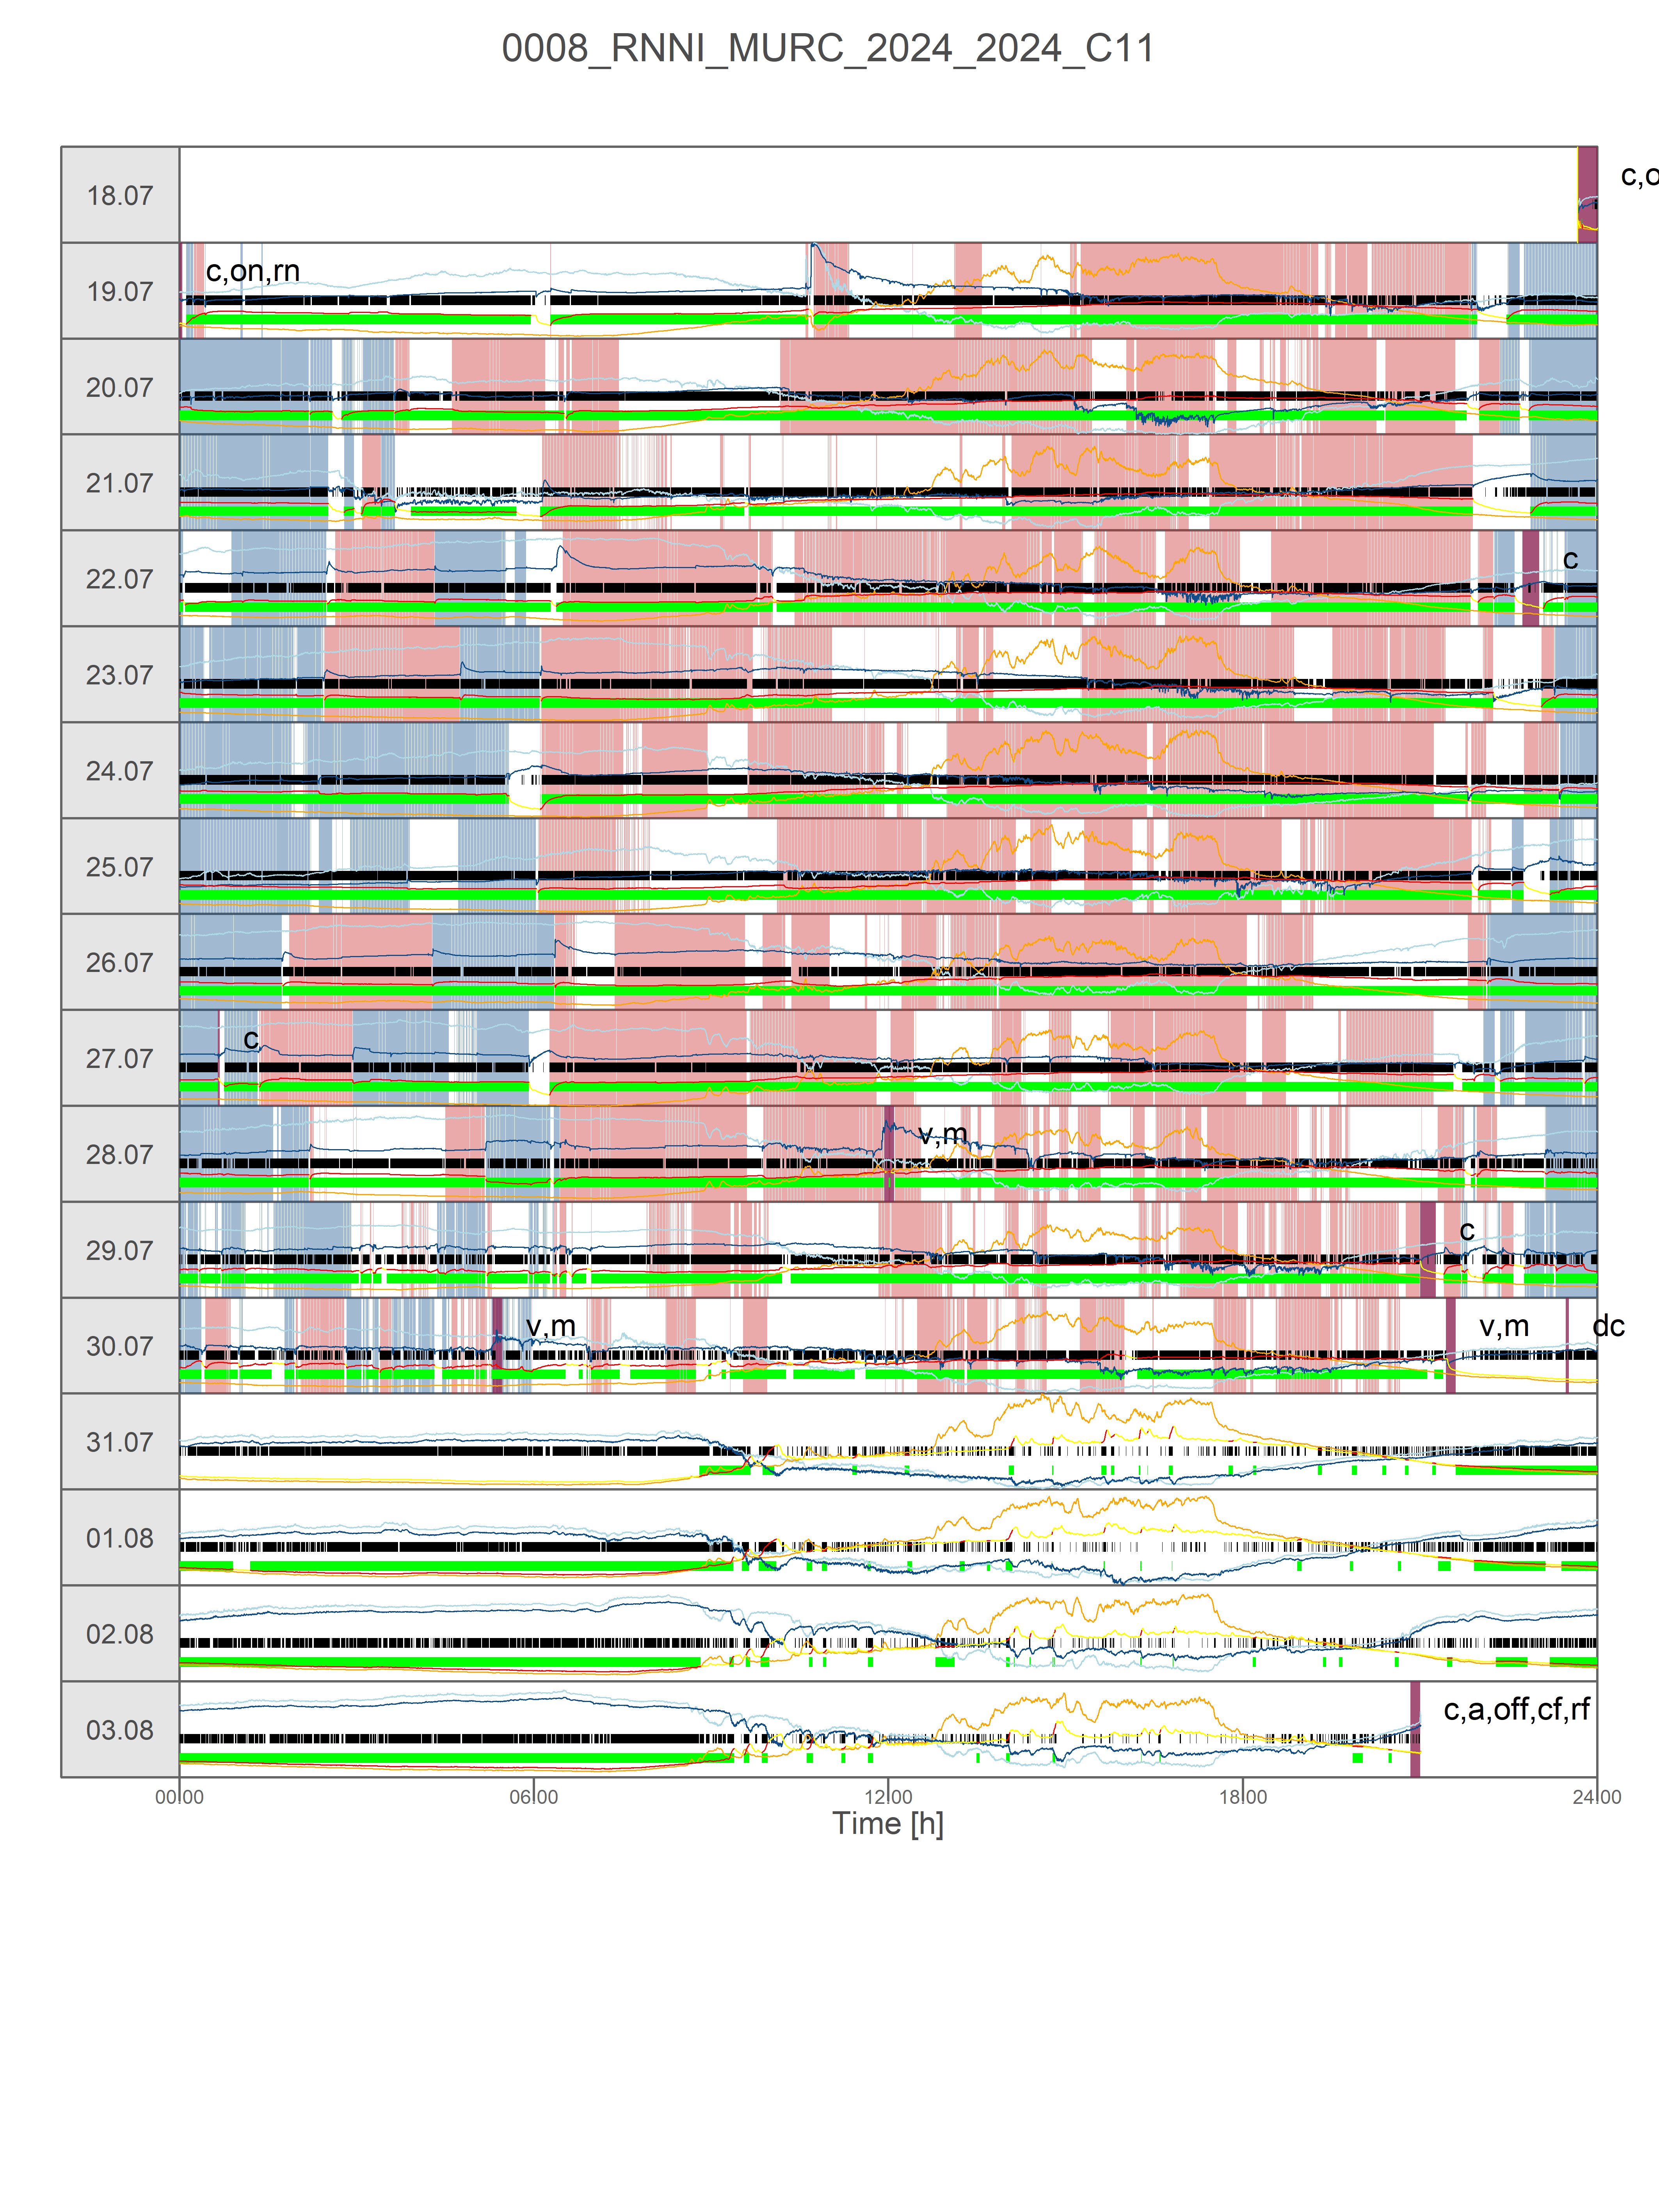 0008_RNNI_MURC_2024_2024_C11
18.07
c,o
19.07 c,on,rn
20.07
21.07
22.07 c
23.07
24.07
25.07
26.07
27.07 c
28.07 v,m
29.07 c
30.07 v,m v,m dc
31.07
01.08
02.08
03.08 c,a,off,cf,rf
00:00 06:00 12:00 18:00 24:00
Time [h]